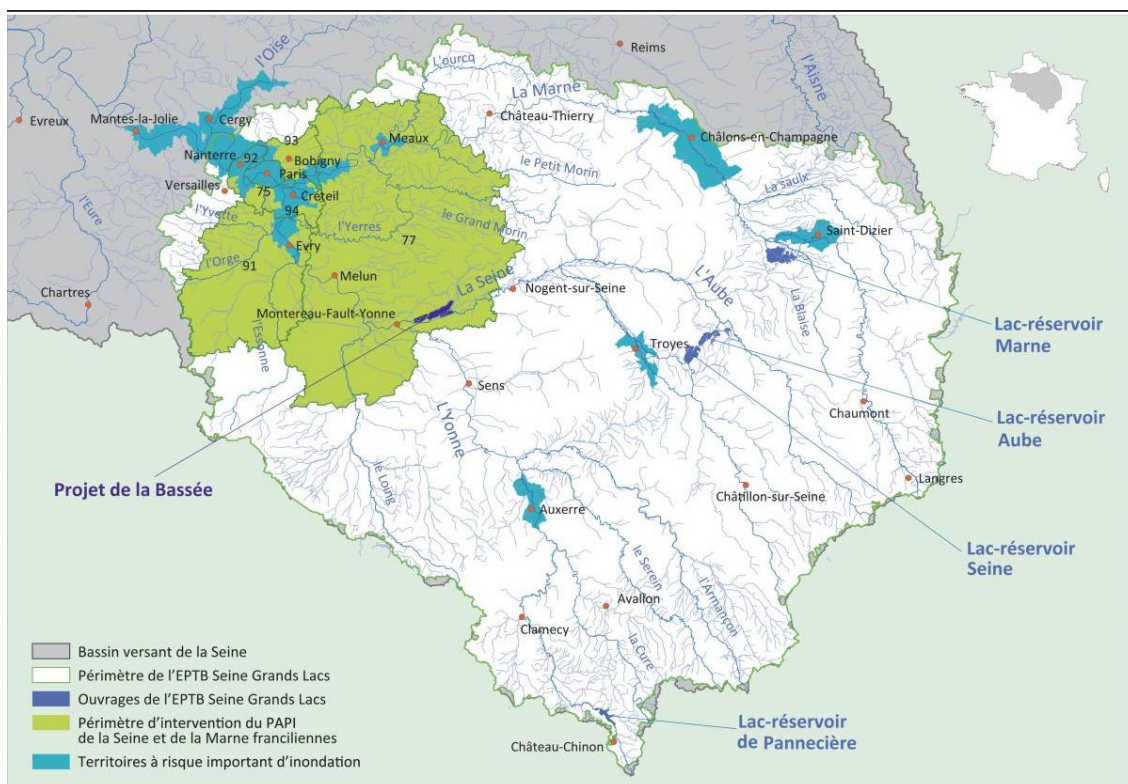 Reims
l'Oise
L'ourcq
l'Aisne
La Marne
Evreux
Mantes-la-Jolie
Cergy
Château-Thierry
Châlons-en-Champagne
93
Meaux
Nanterre
92
Bobigny
le Petit Morin
Paris
La saulx
Versailles
75
Créteil
l'Eure
l'Yvette
94
l'Yerres
le Grand Morin
Saint-Dizier
77
Evry
l'Orge
91
Melun
La Seine
L'Aube
Chartres
Nogent-sur-Seine
La Blaise
Montereau-Fault-Yonne
l'Essonne
Lac-réservoir
Marne
Troyes
Sens
Chaumont
L'Yonne
Lac-réservoir
Aube
le Loing
Projet de la Bassée
Langres
Châtillon-sur-Seine
Auxerre
Lac-réservoir
Seine
le Serein
l'Armançon
Avallon
Clamecy
la Cure
Bassin versant de la Seine
Périmètre de l'EPTB Seine Grands Lacs
Ouvrages de l'EPTB Seine Grands Lacs
Périmètre d'intervention du PAPI
de la Seine et de la Marne franciliennes
Territoires à risque important d'inondation
Lac-réservoir
de Pannecière
Château-Chinon